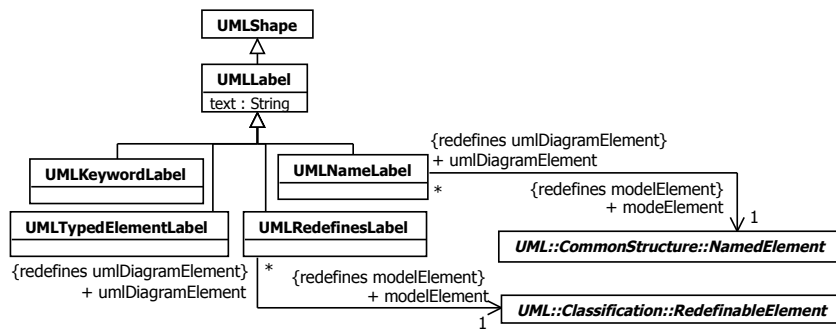 UMLShape
UMLLabel
text : String
{redefines umlDiagramElement}
+ umlDiagramElement
UMLKeywordLabel
UMLNameLabel
*
{redefines modelElement}
+ modeElement
1
UMLTypedElementLabel
UMLRedefinesLabel
UML::CommonStructure::NamedElement
{redefines umlDiagramElement}
+ umlDiagramElement
*
{redefines modelElement}
+ modelElement
1
UML::Classification::RedefinableElement